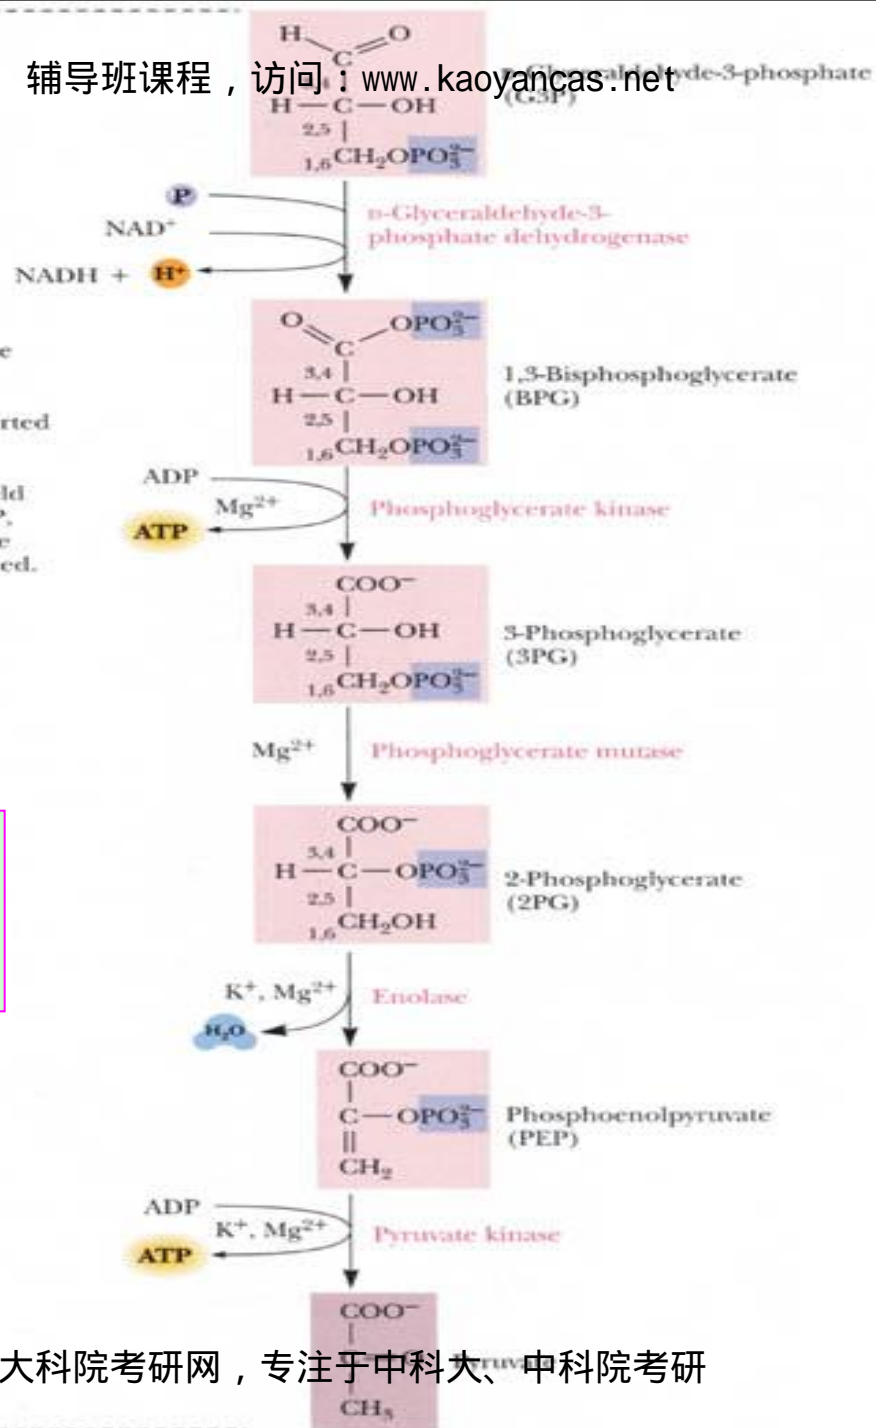 H O
C
辅导班课程，访问：www.kaoyancas.net
D-Glyceraldehyde-3-phosphate
(G3P)
H—C—OH
2,5
1,6 CH₂OPO₃²⁻
P
NAD⁺
NADH + H⁺
D-Glyceraldehyde-3-
phosphate dehydrogenase
O OPO₃²⁻
C
3,4
H—C—OH
2,5
1,6 CH₂OPO₃²⁻
1,3-Bisphosphoglycerate
(BPG)
e
rted
ed.
ADP
Mg²⁺
ATP
Phosphoglycerate kinase
COO⁻
3,4
H—C—OH
2,5
1,6 CH₂OPO₃²⁻
3-Phosphoglycerate
(3PG)
Mg²⁺
Phosphoglycerate mutase
COO⁻
3,4
H—C—OPO₃²⁻
2,5
1,6 CH₂OH
2-Phosphoglycerate
(2PG)
K⁺, Mg²⁺
H₂O
Enolase
COO⁻
C—OPO₃²⁻
CH₂
Phosphoenolpyruvate
(PEP)
ADP
K⁺, Mg²⁺
ATP
Pyruvate kinase
COO⁻
Pyruvate
大科院考研网，专注于中科大、中科院考研
CH₃